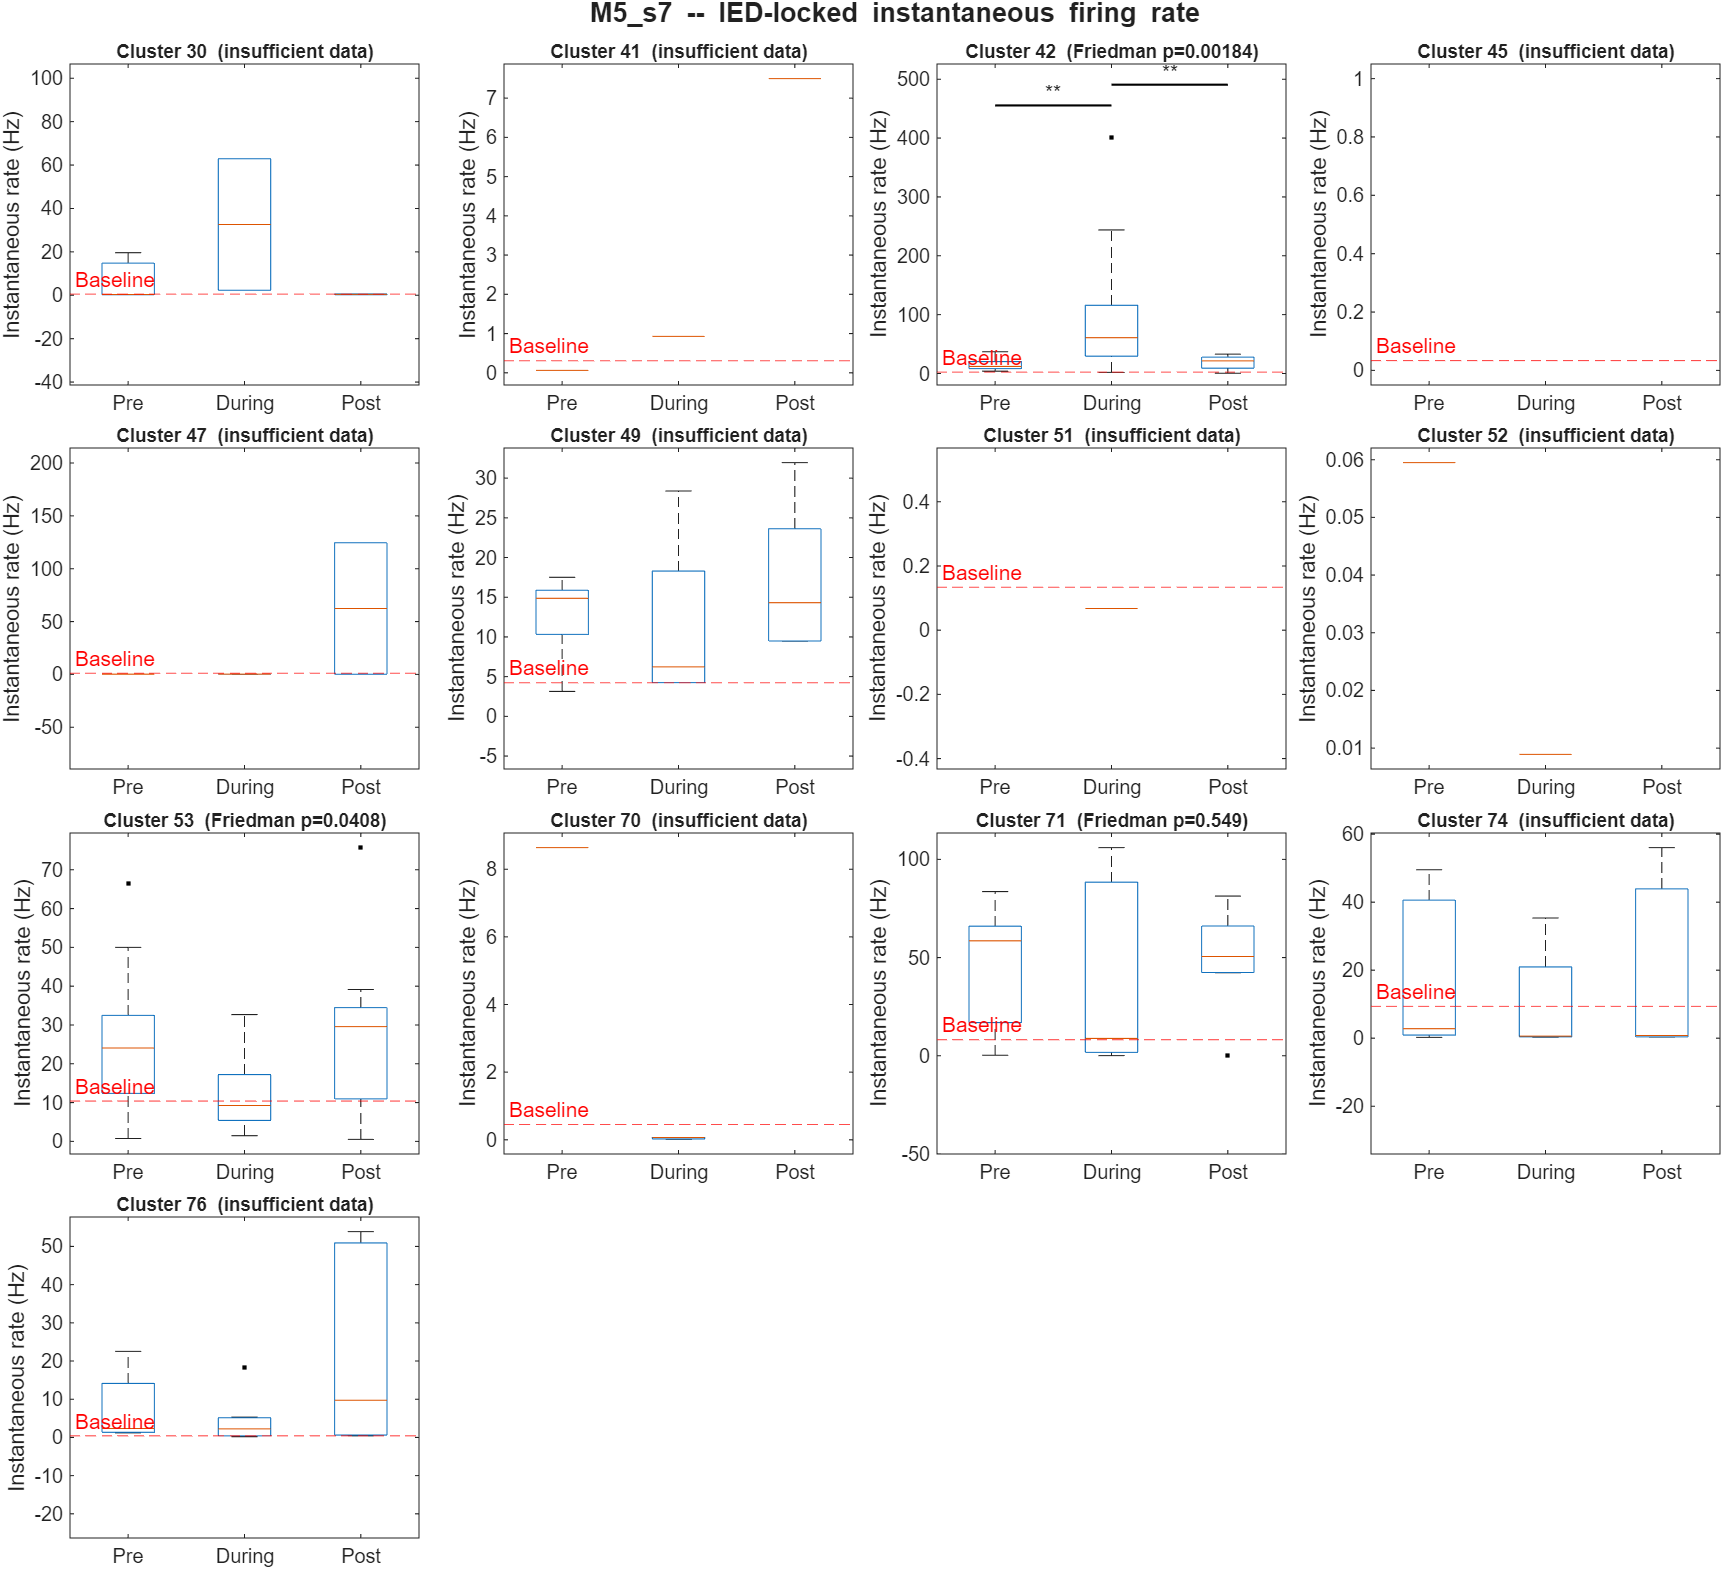 M5_s7 -- IED-locked instantaneous firing rate
Cluster 30 (insufficient data)
Instantaneous rate (Hz)
100
80
60
40
20
0
-20
-40
Baseline
Pre During Post
Cluster 41 (insufficient data)
Instantaneous rate (Hz)
7
6
5
4
3
2
1
0
Baseline
Pre During Post
Cluster 42 (Friedman p=0.00184)
Instantaneous rate (Hz)
500
400
300
200
100
0
**
**
Baseline
Pre During Post
Cluster 45 (insufficient data)
Instantaneous rate (Hz)
1
0.8
0.6
0.4
0.2
0
Baseline
Pre During Post
Cluster 47 (insufficient data)
Instantaneous rate (Hz)
200
150
100
50
0
-50
Baseline
Pre During Post
Cluster 49 (insufficient data)
Instantaneous rate (Hz)
30
25
20
15
10
5
0
-5
Baseline
Pre During Post
Cluster 51 (insufficient data)
Instantaneous rate (Hz)
0.4
0.2
0
-0.2
-0.4
Baseline
Pre During Post
Cluster 52 (insufficient data)
Instantaneous rate (Hz)
0.06
0.05
0.04
0.03
0.02
0.01
Pre During Post
Cluster 53 (Friedman p=0.0408)
Instantaneous rate (Hz)
70
60
50
40
30
20
10
0
Baseline
Pre During Post
Cluster 70 (insufficient data)
Instantaneous rate (Hz)
8
6
4
2
0
Baseline
Pre During Post
Cluster 71 (Friedman p=0.549)
Instantaneous rate (Hz)
100
50
0
-50
Baseline
Pre During Post
Cluster 74 (insufficient data)
Instantaneous rate (Hz)
60
40
20
0
-20
Baseline
Pre During Post
Cluster 76 (insufficient data)
Instantaneous rate (Hz)
50
40
30
20
10
0
-10
-20
Baseline
Pre During Post